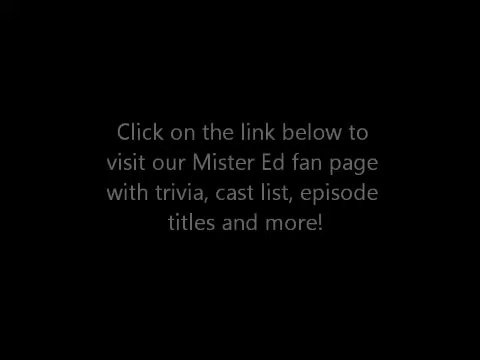 Click on the link below to
visit our Mister Ed fan page
with trivia, cast list, episode
titles and more!